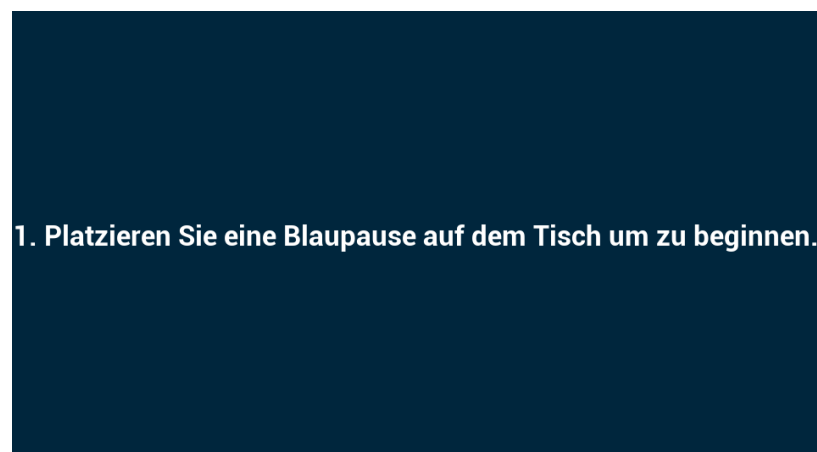 1. Platzieren Sie eine Blaupause auf dem Tisch um zu beginnen.